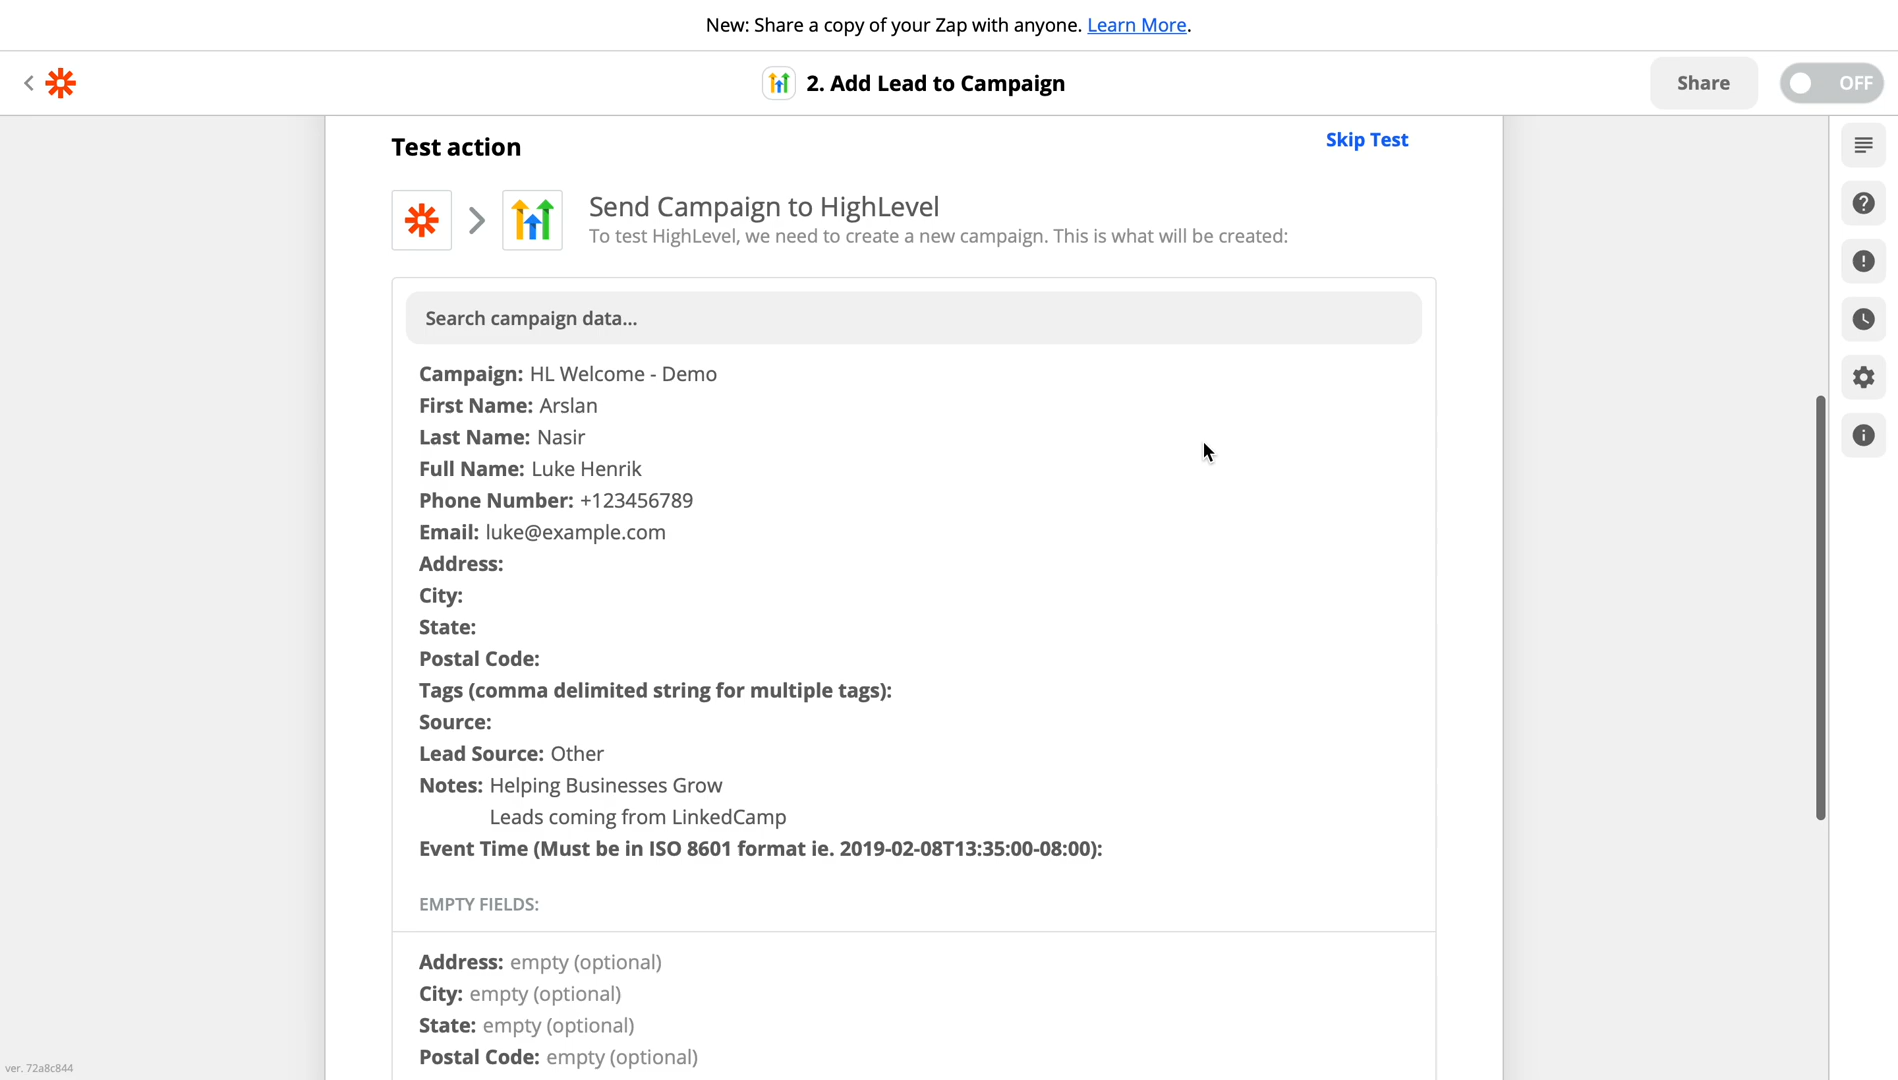 New: Share a copy of your Zap with anyone. Learn More.
2. Add Lead to Campaign
Share
OFF
Test action
Skip Test
Send Campaign to HighLevel
To test HighLevel, we need to create a new campaign. This is what will be created:
Search campaign data...
Campaign: HL Welcome - Demo
First Name: Arslan
Last Name: Nasir
Full Name: Luke Henrik
Phone Number: +123456789
Email: luke@example.com
Address:
City:
State:
Postal Code:
Tags (comma delimited string for multiple tags):
Source:
Lead Source: Other
Notes: Helping Businesses Grow
Leads coming from LinkedCamp
Event Time (Must be in ISO 8601 format ie. 2019-02-08T13:35:00-08:00):
EMPTY FIELDS:
Address: empty (optional)
City: empty (optional)
State: empty (optional)
Postal Code: empty (optional)
ver. 72a8c844